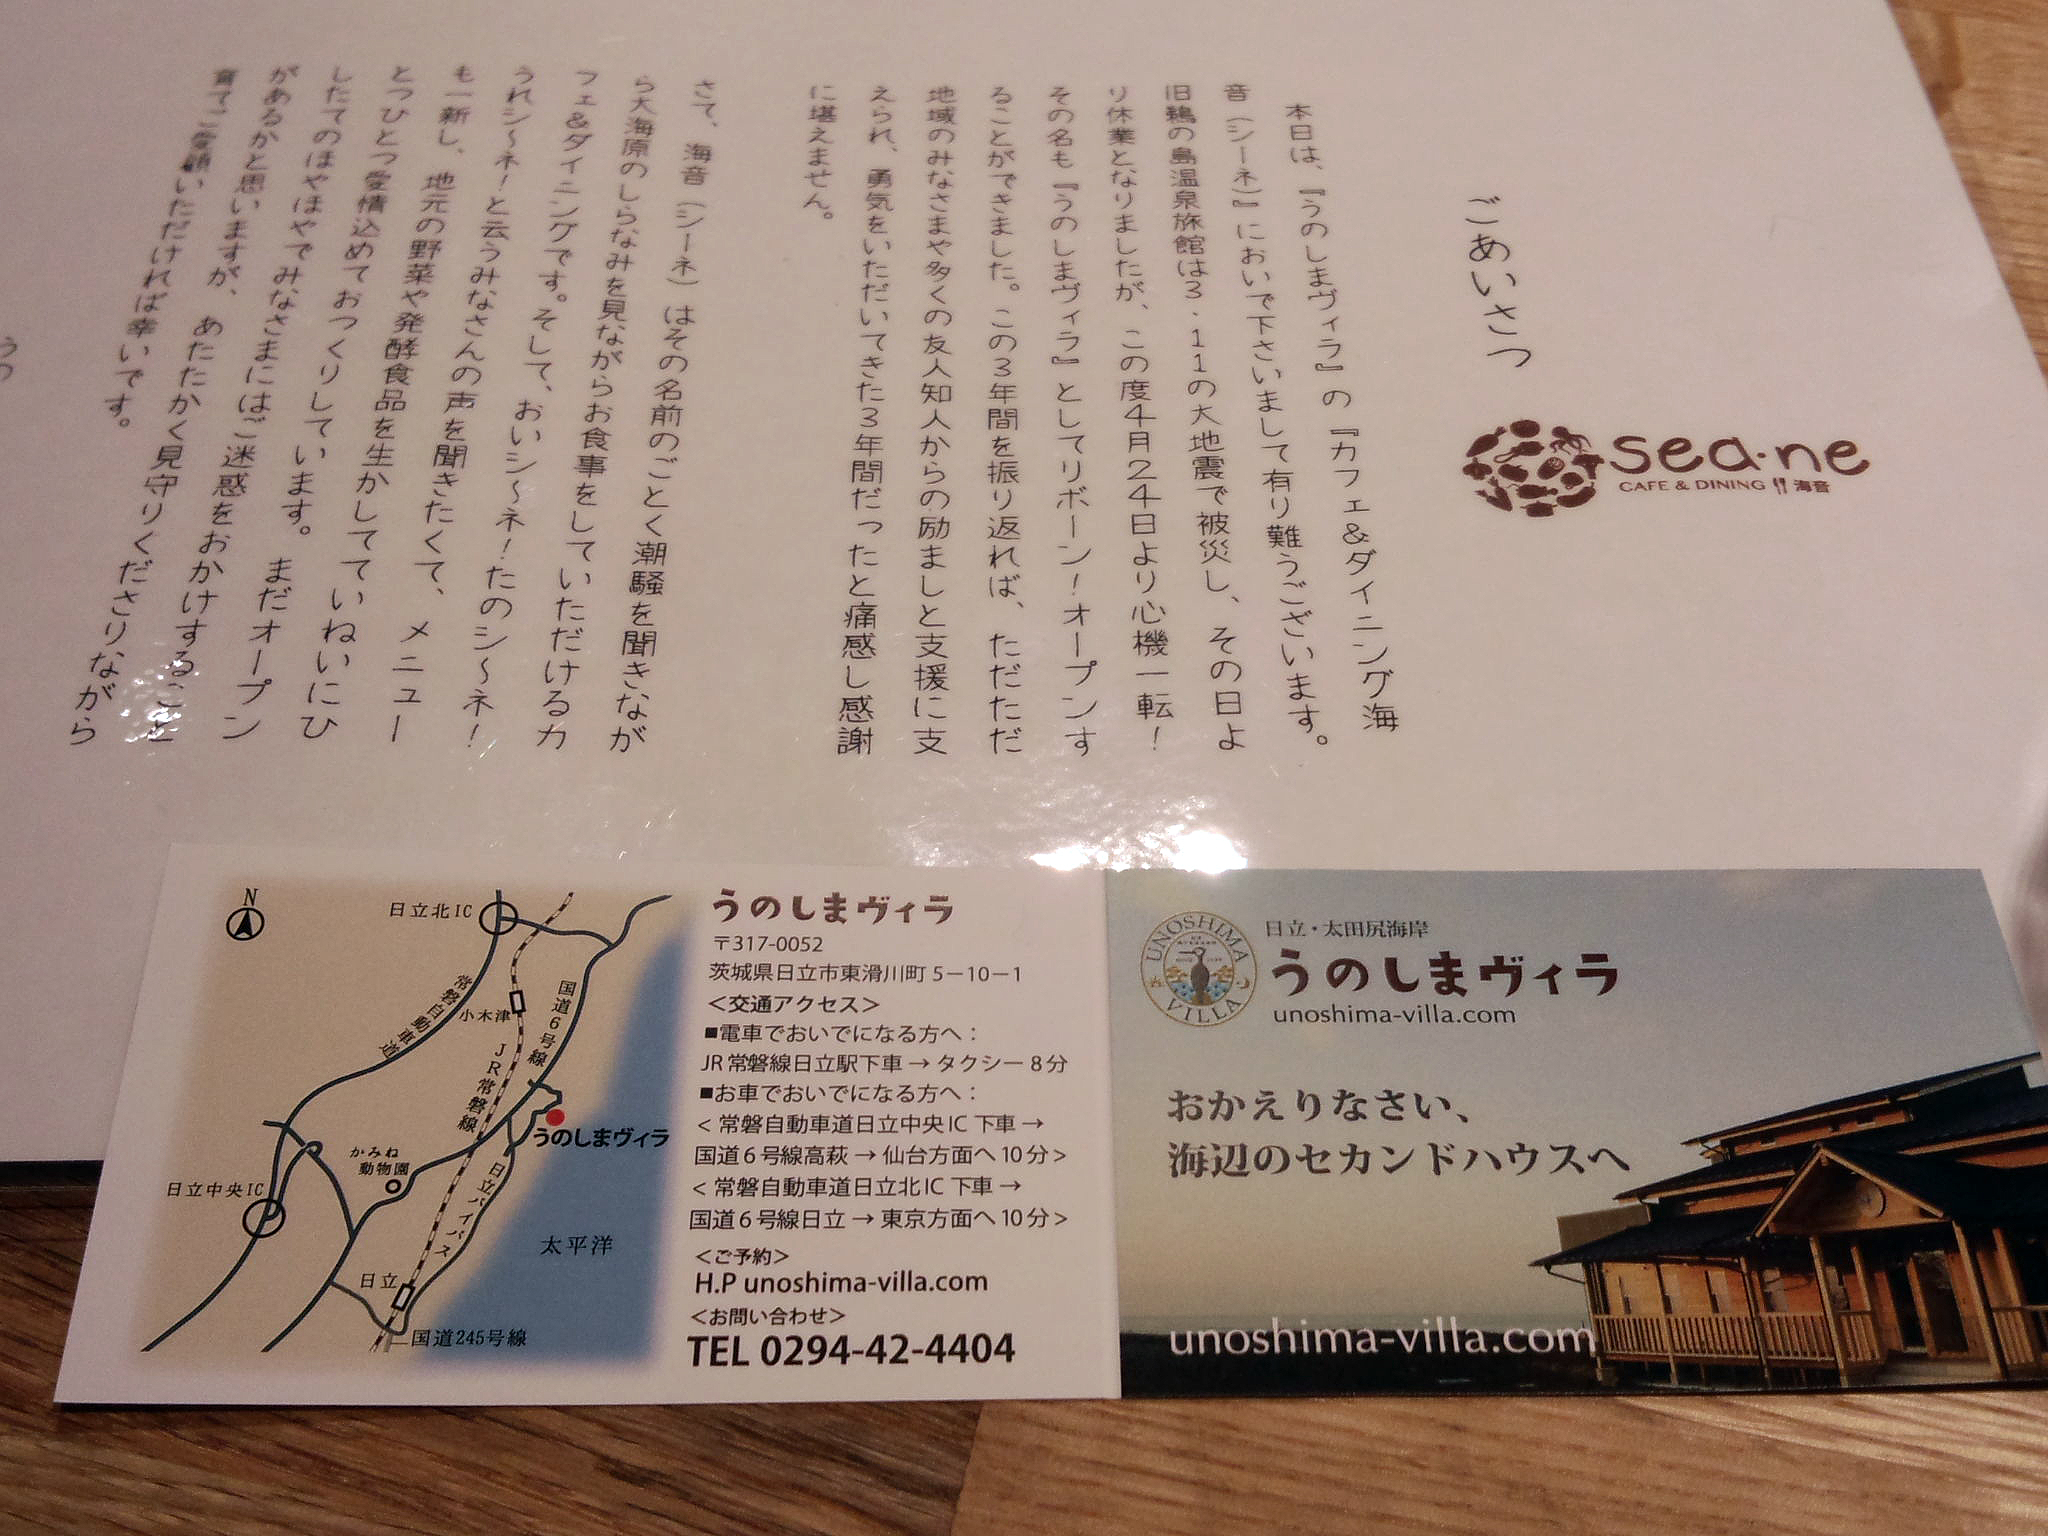 ごあいさつ
sea·ne
CAFE & DINING 海音
本日は、『うのしまヴィラ』の『カフェ&ダイニング海
音(シーネ)』においで下さいまして有り難うございます。
旧鵜の島温泉旅館は3.11の大地震で被災し、その日よ
り休業となりましたが、この度4月24日より心機一転!
その名も『うのしまヴィラ』としてリボーン!オープンす
ることができました。この3年間を振り返れば、ただただ
地域のみなさまや多くの友人知人からの励ましと支援に支
えられ、勇気をいただいてきた3年間だったと痛感し感謝
に堪えません。
さて、海音(シーネ)はその名前のごとく潮騒を聞きなが
ら大海原のしらなみを見ながらお食事をしていただけるカ
フェ&ダイニングです。そして、おいシ〜ネ!たのシ〜ネ!
うれシ〜ネ!と云うみなさんの声を聞きたくて、メニュー
も一新し、地元の野菜や発酵食品を生かしてていねいにひ
とつひとつ愛情込めておつくりしています。まだオープン
したてのほやほやでみなさまにはご迷惑をおかけすること
があるかと思いますが、あたたかく見守りくださりながら
育てご愛顧いただければ幸いです。
うの
N
日立北IC
常磐自動車道
小木津
国道6号線
JR常磐線
うのしまヴィラ
かみね
動物園
日立中央IC
日立バイパス
太平洋
日立
国道245号線
うのしまヴィラ
〒317-0052
茨城県日立市東滑川町5-10-1
<交通アクセス>
■電車でおいでになる方へ:
JR常磐線日立駅下車→タクシー8分
■お車でおいでになる方へ:
<常磐自動車道日立中央IC下車→
国道6号線高萩→仙台方面へ10分>
<常磐自動車道日立北IC下車→
国道6号線日立→東京方面へ10分>
<ご予約>
H.P unoshima-villa.com
<お問い合わせ>
TEL 0294-42-4404
UNOSHIMA VILLA
日立・太田尻海岸
うのしまヴィラ
unoshima-villa.com
おかえりなさい、
海辺のセカンドハウスへ
unoshima-villa.com